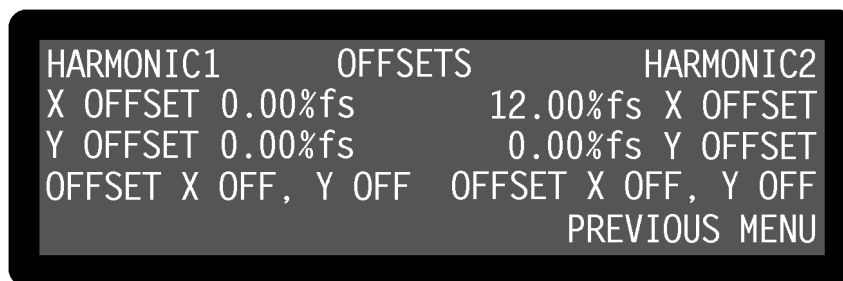 HARMONIC1 OFFSETS HARMONIC2
X OFFSET 0.00%fs 12.00%fs X OFFSET
Y OFFSET 0.00%fs 0.00%fs Y OFFSET
OFFSET X OFF, Y OFF OFFSET X OFF, Y OFF
PREVIOUS MENU